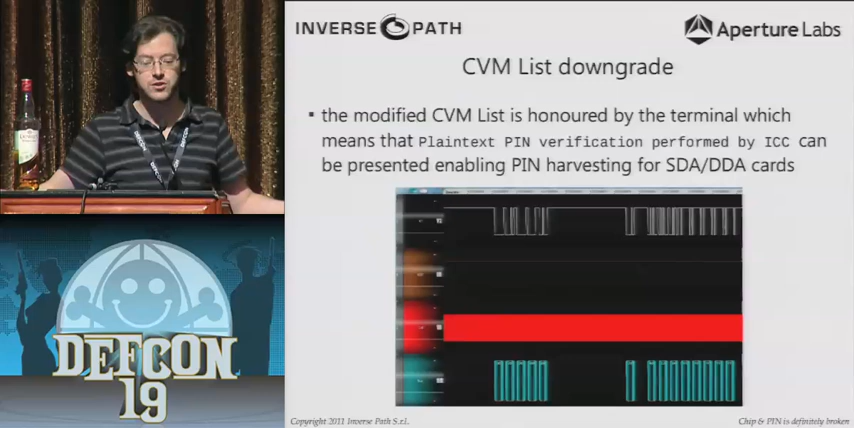 INVERSE PATH
Aperture Labs
CVM List downgrade
▪ the modified CVM List is honoured by the terminal which
means that Plaintext PIN verification performed by ICC can
be presented enabling PIN harvesting for SDA/DDA cards
DEFCON
19
Copyright 2011 Inverse Path S.r.l.
Chip & PIN is definitely broken